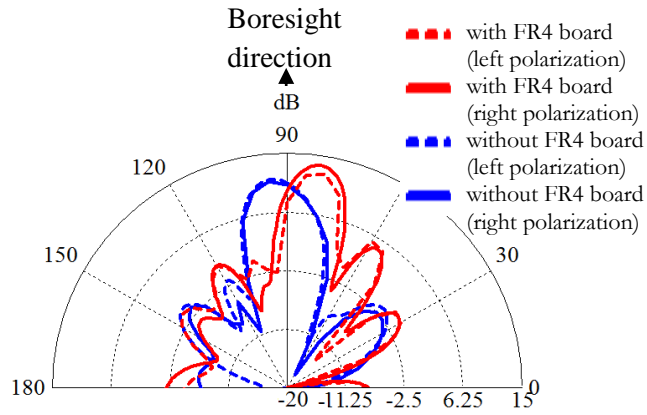 Boresight
direction
dB
with FR4 board
(left polarization)
with FR4 board
(right polarization)
without FR4 board
(left polarization)
without FR4 board
(right polarization)
90
120
150
30
180
0
-20
-11.25
-2.5
6.25
15